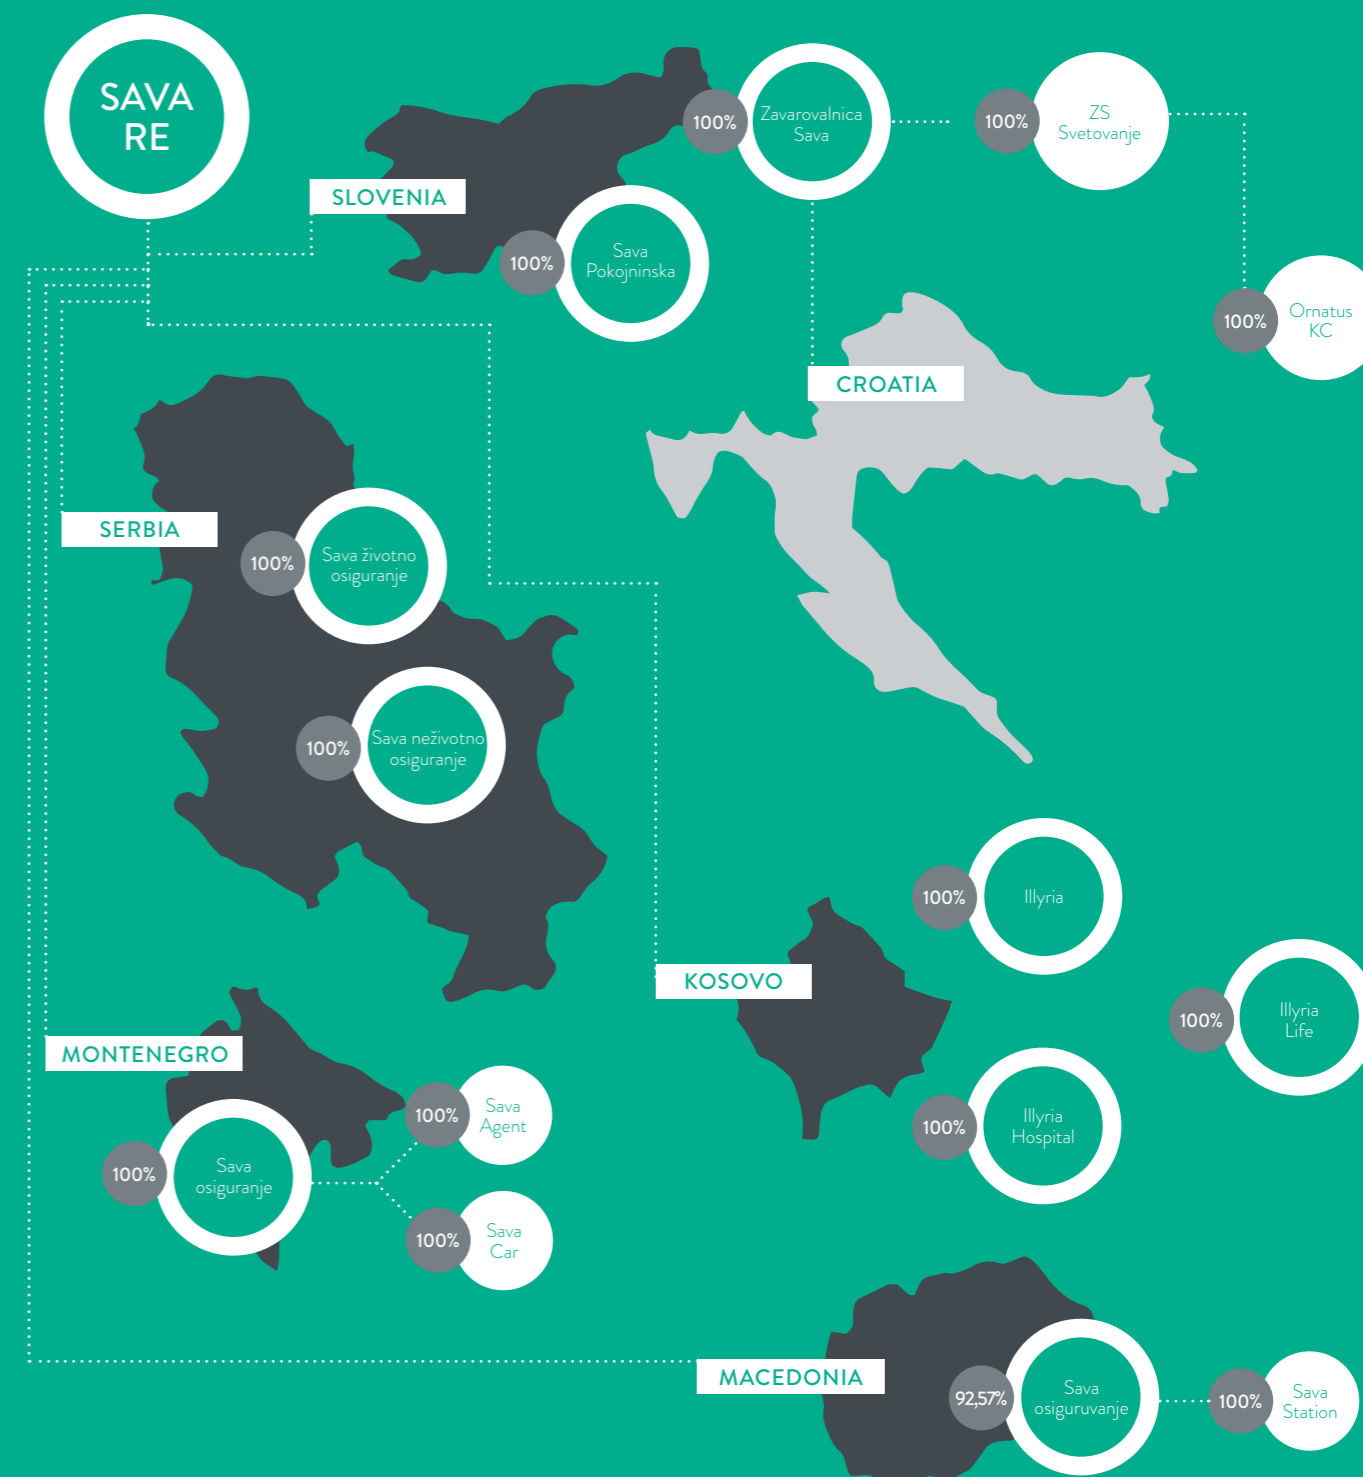 SAVA
RE
SLOVENIA
100%
Zavarovalnica
Sava
100%
ZS
Svetovanje
100%
Sava
Pokojninska
100%
Ornatus
KC
CROATIA
SERBIA
100%
Sava životno
osiguranje
100%
Sava neživotno
osiguranje
KOSOVO
100%
Illyria
100%
Illyria
Life
100%
Illyria
Hospital
MONTENEGRO
100%
Sava
osiguranje
100%
Sava
Agent
100%
Sava
Car
MACEDONIA
92,57%
Sava
osiguruvanje
100%
Sava
Station